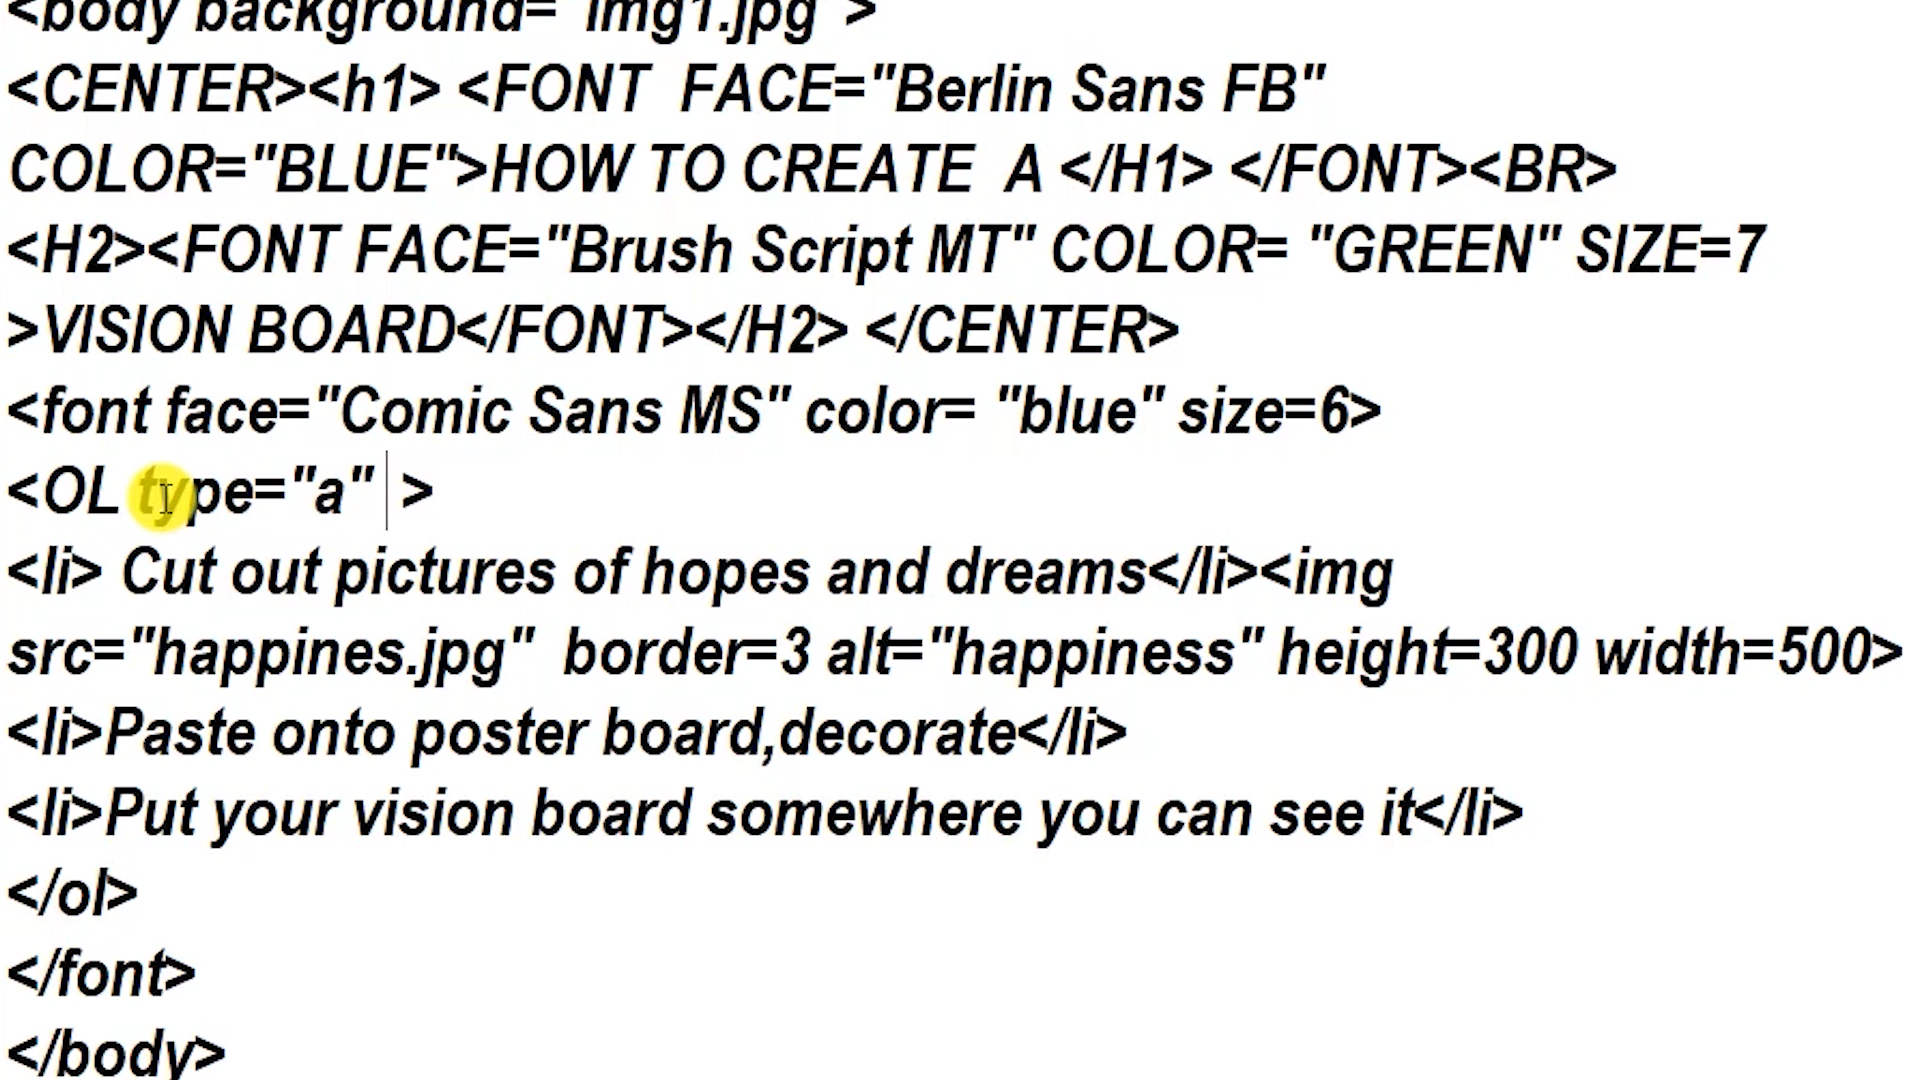 <body background="img1.jpg">
<CENTER><h1> <FONT  FACE="Berlin Sans FB"
COLOR="BLUE">HOW TO CREATE  A </H1> </FONT><BR>
<H2><FONT FACE="Brush Script MT" COLOR= "GREEN" SIZE=7
>VISION BOARD</FONT></H2> </CENTER>
<font face="Comic Sans MS" color= "blue" size=6>
<OL type="a"  >
<li> Cut out pictures of hopes and dreams</li><img
src="happines.jpg"  border=3 alt="happiness" height=300 width=500>
<li>Paste onto poster board,decorate</li>
<li>Put your vision board somewhere you can see it</li>
</ol>
</font>
</body>